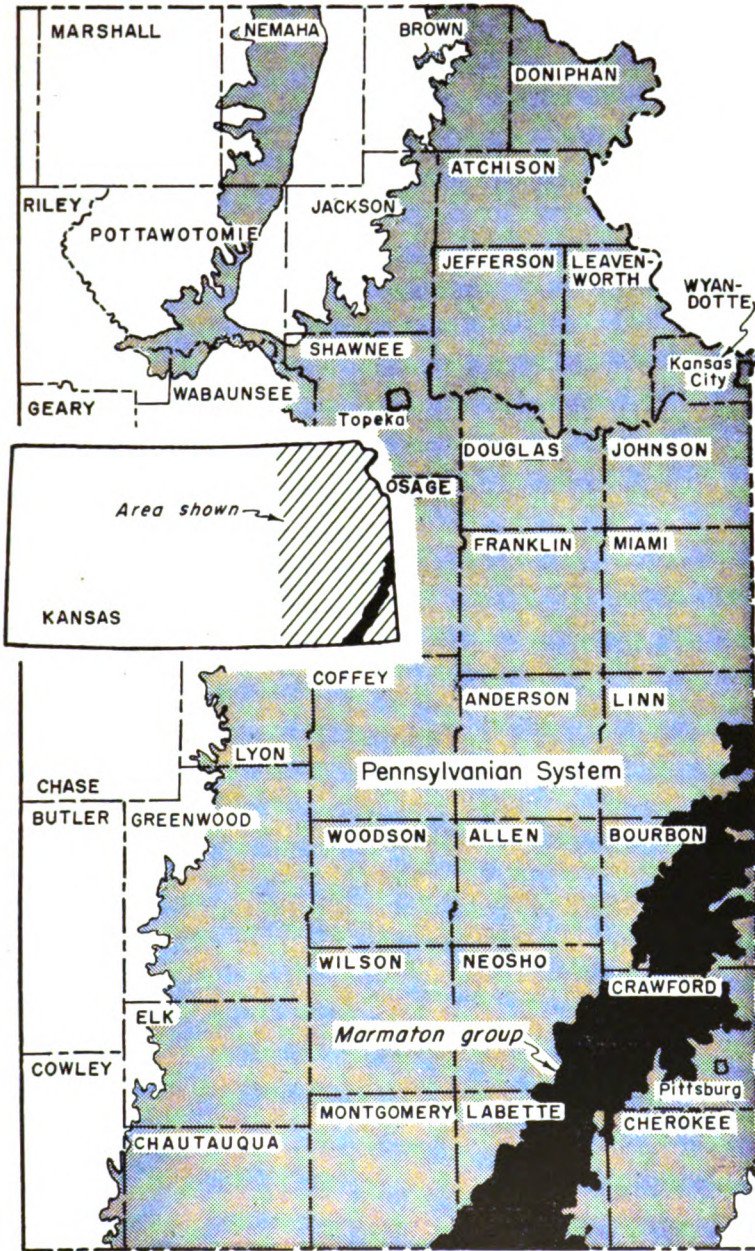 MARSHALL
NEMAHA
BROWN
DONIPHAN
ATCHISON
RILEY
POTTAWOTOMIE
JACKSON
JEFFERSON
LEAVEN-
WORTH
WYAN-
DOTTE
SHAWNEE
Kansas
City
GEARY
WABAUNSEE
Topeka
DOUGLAS
JOHNSON
OSAGE
Area shown
FRANKLIN
MIAMI
KANSAS
COFFEY
ANDERSON
LINN
LYON
Pennsylvanian System
CHASE
BUTLER
GREENWOOD
WOODSON
ALLEN
BOURBON
WILSON
NEOSHO
CRAWFORD
ELK
Marmaton group
COWLEY
Pittsburg
MONTGOMERY
LABETTE
CHEROKEE
CHAUTAUQUA